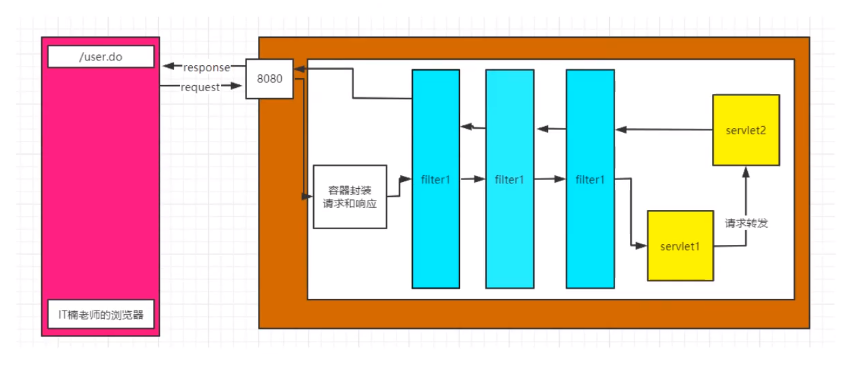 /user.do
response
request
8080
容器封装
请求和响应
filter1
filter1
filter1
servlet2
请求转发
servlet1
IT楠老师的浏览器